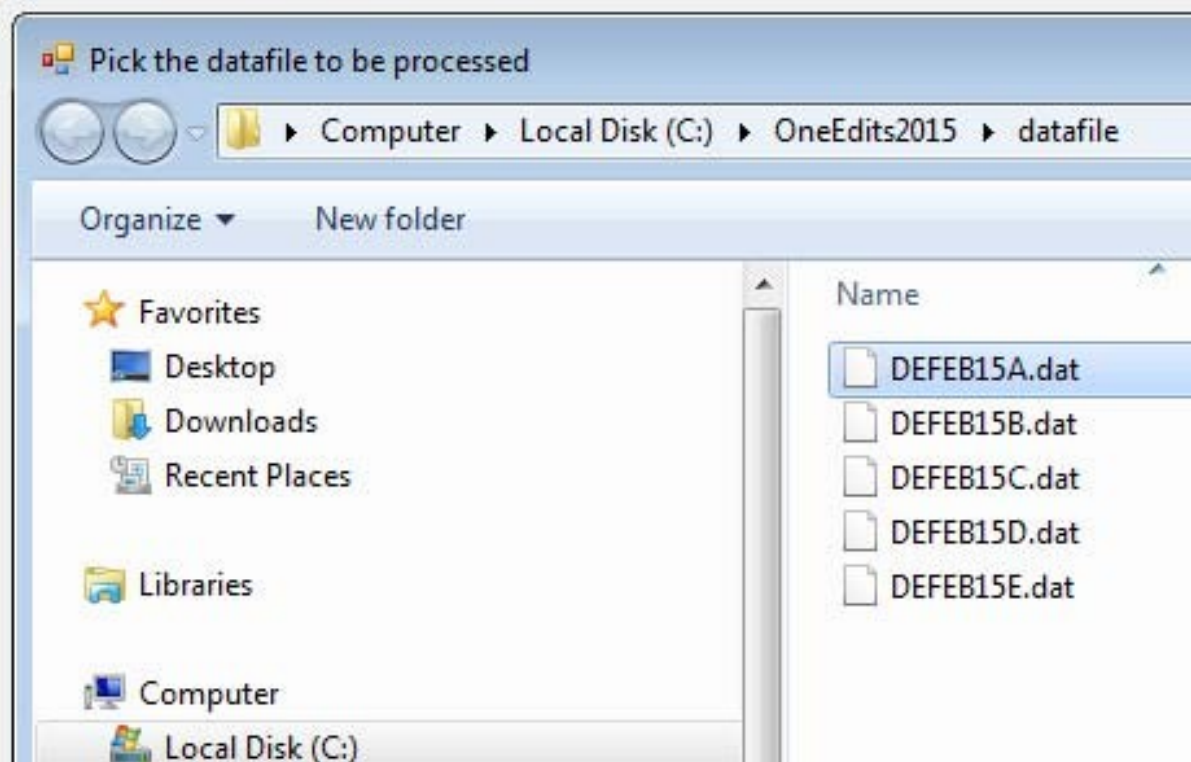 Pick the datafile to be processed
Computer Local Disk (C:) OneEdits2015 datafile
Organize New folder
Favorites
Desktop
Downloads
Recent Places
Libraries
Computer
Local Disk (C:)
Name
DEFEB15A.dat
DEFEB15B.dat
DEFEB15C.dat
DEFEB15D.dat
DEFEB15E.dat